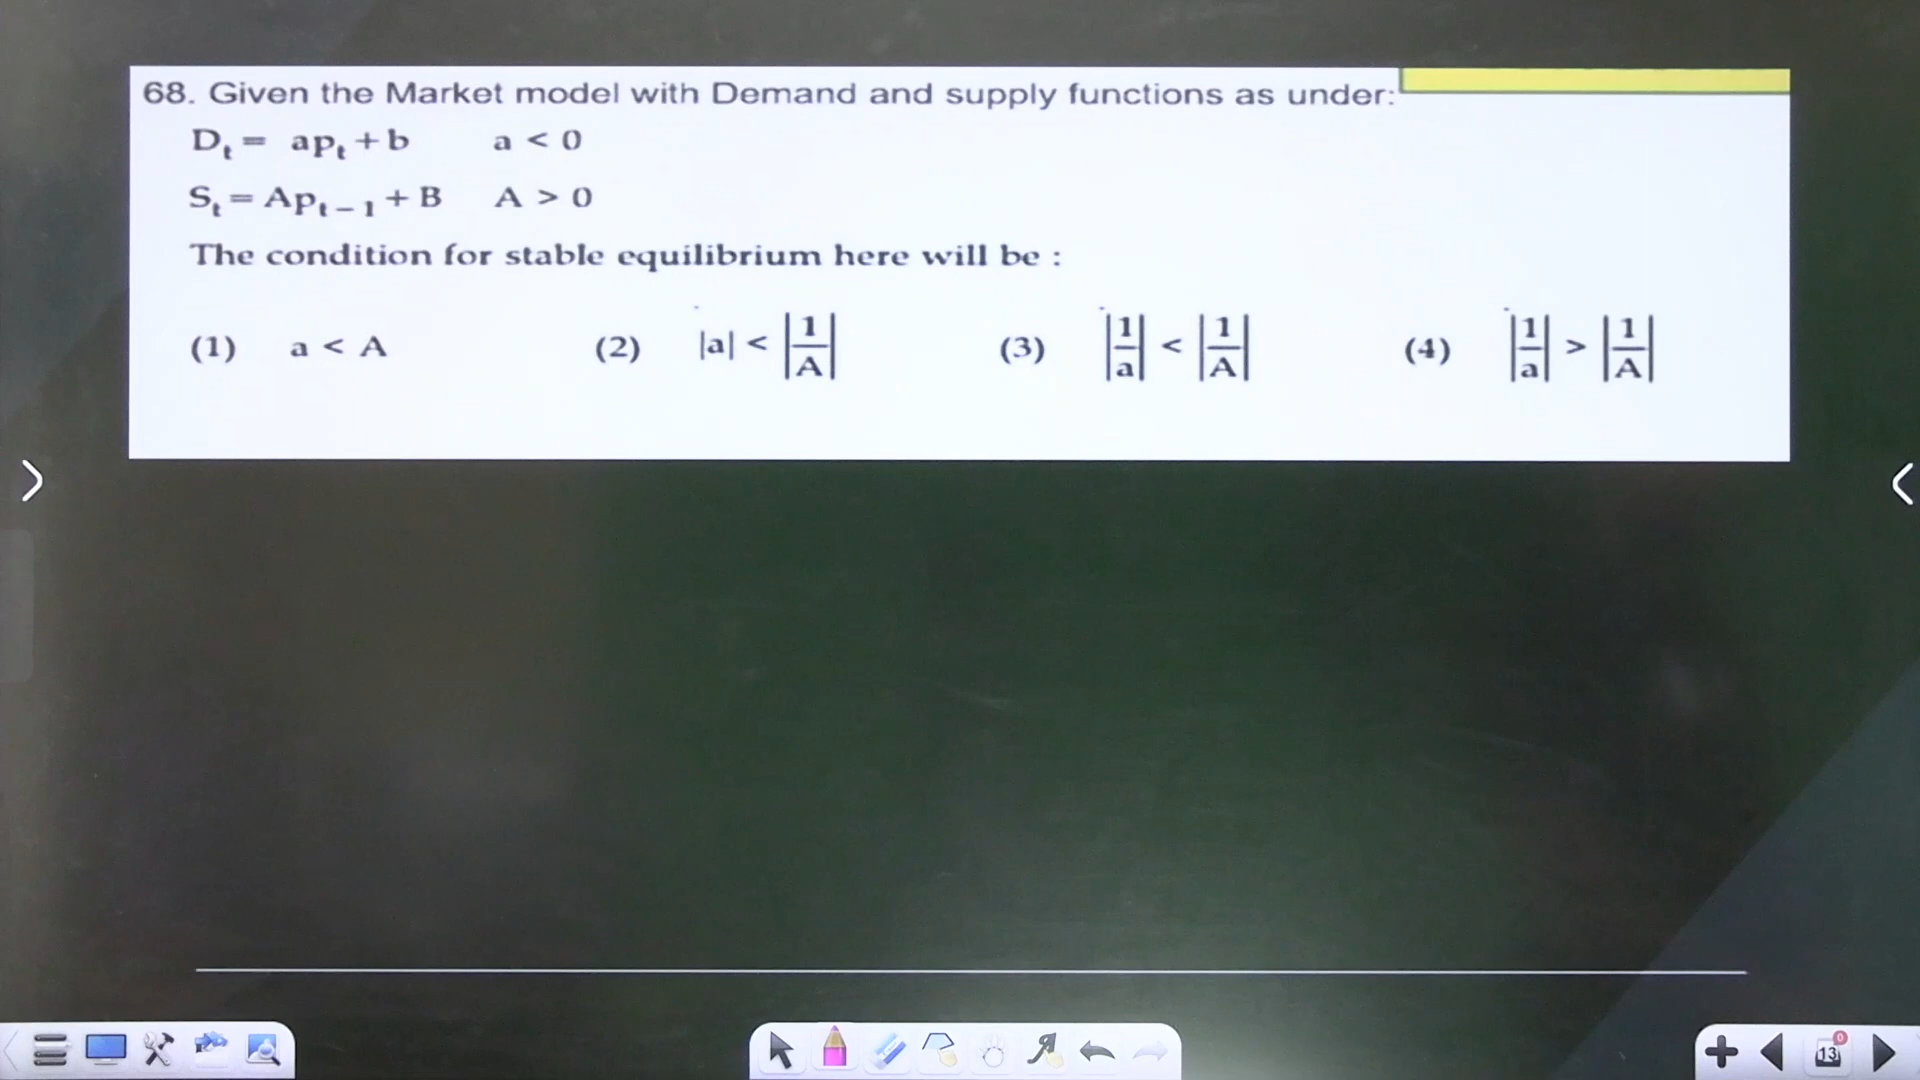 68. Given the Market model with Demand and supply functions as under:
Dₜ = apₜ + b a < 0
Sₜ = Apₜ₋₁ + B A > 0
The condition for stable equilibrium here will be :
(1) a < A (2) |a| < |1/A| (3) |1/a| < |1/A| (4) |1/a| > |1/A|
13
0